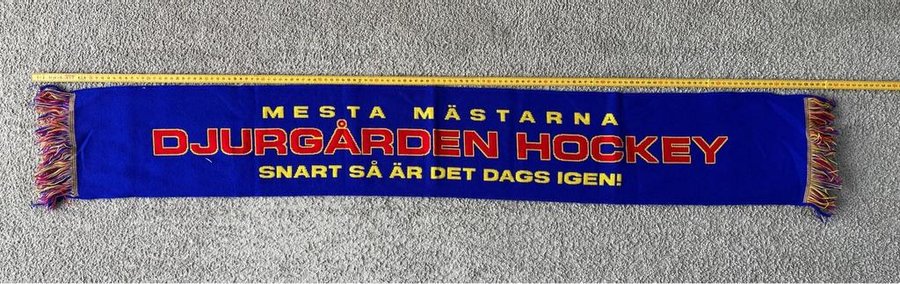 MESTA MÄSTARNA
DJURGÅRDEN HOCKEY
SNART SÅ ÄR DET DAGS IGEN!